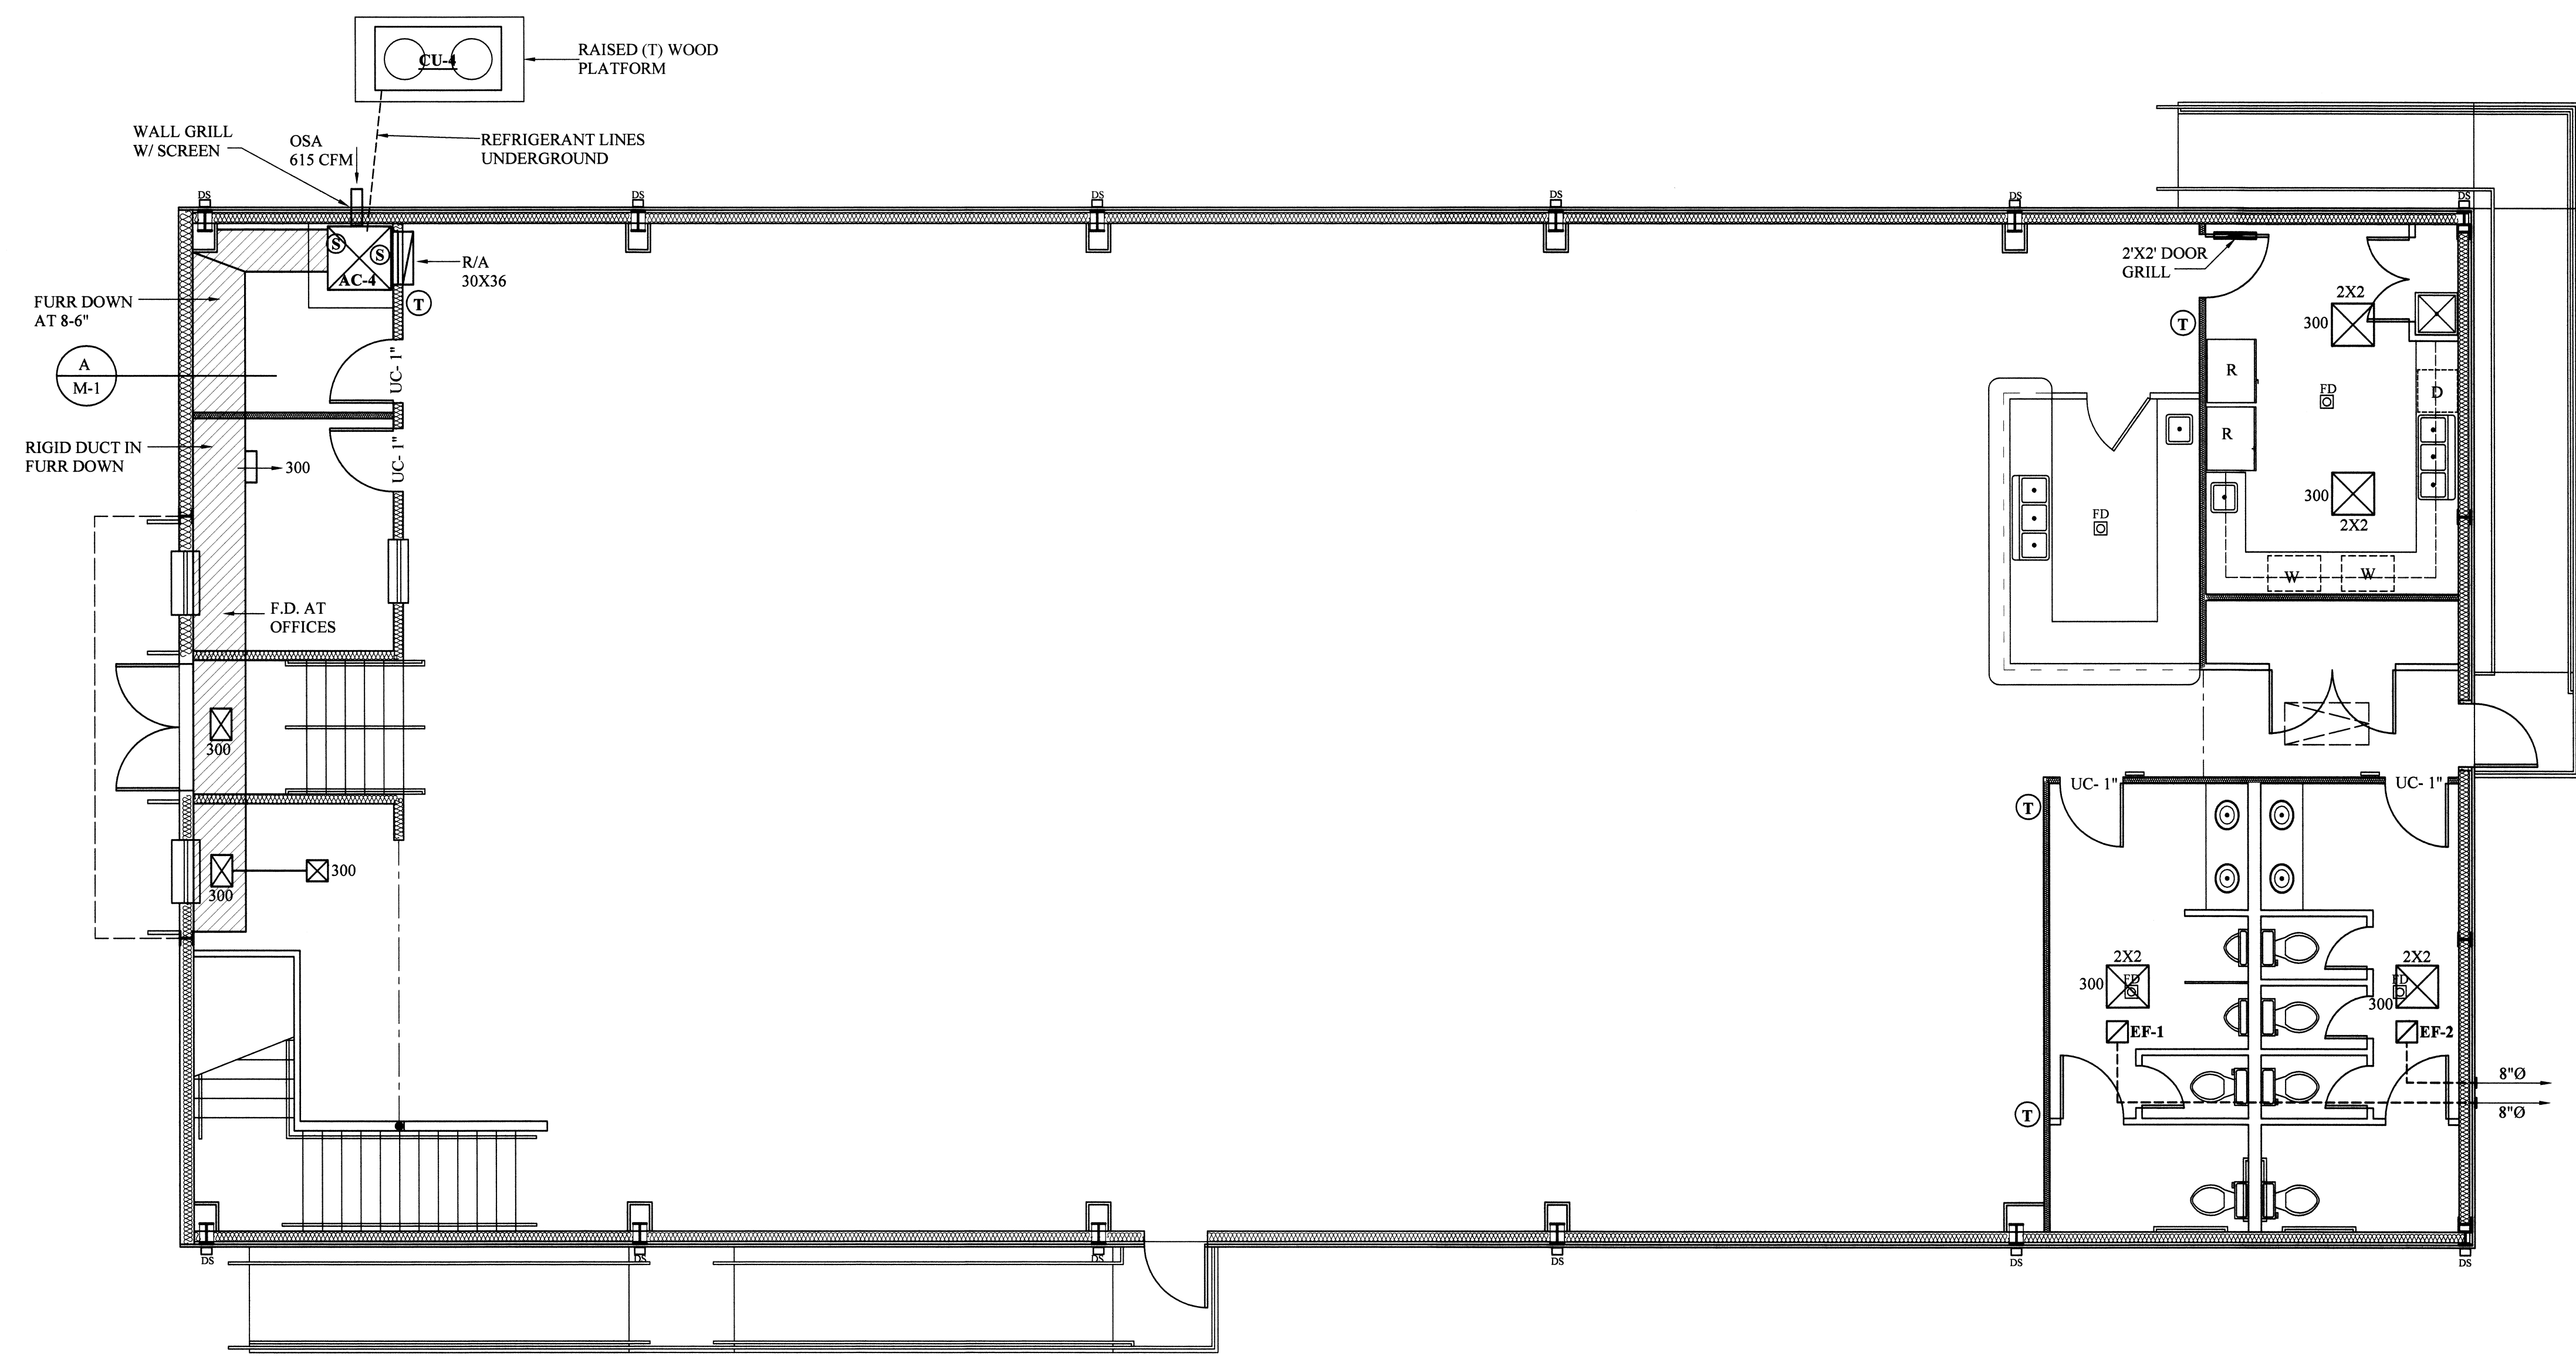 CU-4
RAISED (T) WOOD
PLATFORM
WALL GRILL
W/ SCREEN
OSA
615 CFM
REFRIGERANT LINES
UNDERGROUND
DS
DS
DS
DS
DS
DS
S
S
AC-4
R/A
30X36
T
2'X2' DOOR
GRILL
FURR DOWN
AT 8-6"
2X2
300
T
A
M-1
UC- 1"
R
FD
D
RIGID DUCT IN
FURR DOWN
300
UC- 1"
R
300
2X2
FD
W
W
F.D. AT
OFFICES
300
UC- 1"
UC- 1"
T
300
300
2X2
300
FD
2X2
FD
300
EF-1
EF-2
8"Ø
8"Ø
T
DS
DS
DS
DS
DS
DS